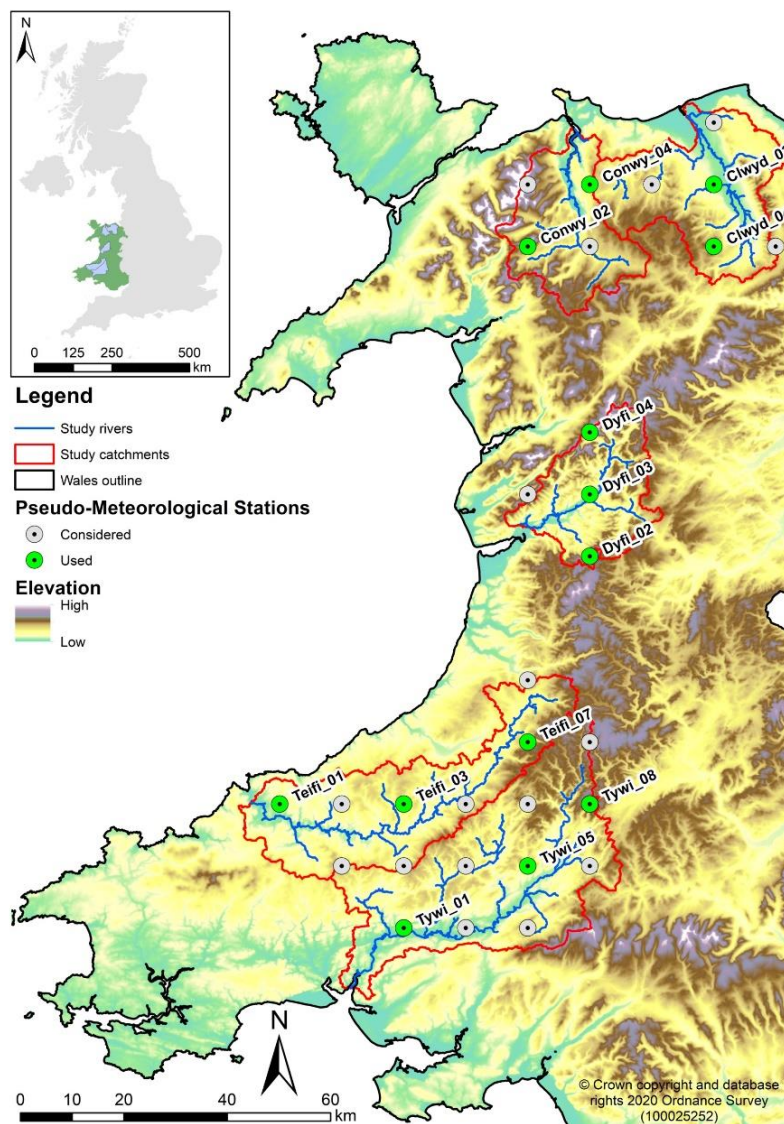 N
0 125 250 500
km
Legend
Study rivers
Study catchments
Wales outline
Pseudo-Meteorological Stations
Considered
Used
Elevation
High
Low
Conwy_04
Clwyd_0
Conwy_02
Clwyd_0
Dyfi_04
Dyfi_03
Dyfi_02
Teifi_07
Teifi_01
Teifi_03
Tywi_08
Tywi_05
Tywi_01
N
0 10 20 40 60
km
© Crown copyright and database
rights 2020 Ordnance Survey
(100025252)